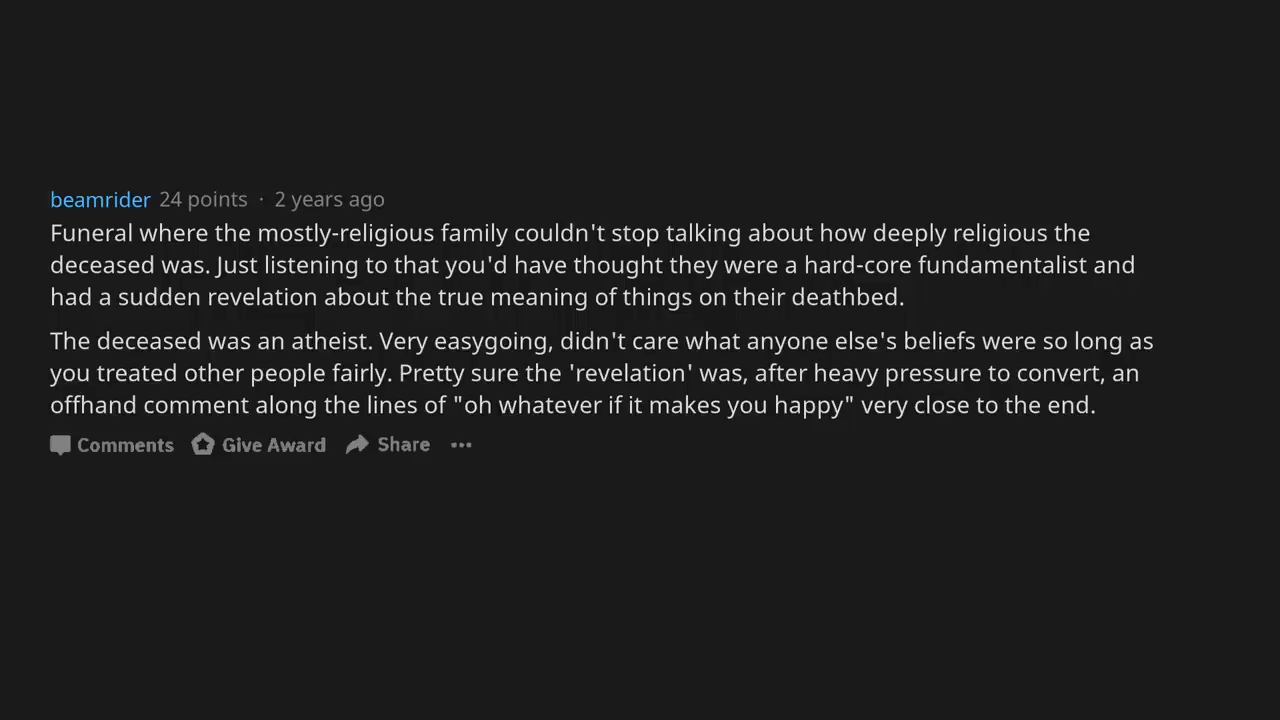 beamrider 24 points · 2 years ago
Funeral where the mostly-religious family couldn't stop talking about how deeply religious the
deceased was. Just listening to that you'd have thought they were a hard-core fundamentalist and
had a sudden revelation about the true meaning of things on their deathbed.
The deceased was an atheist. Very easygoing, didn't care what anyone else's beliefs were so long as
you treated other people fairly. Pretty sure the 'revelation' was, after heavy pressure to convert, an
offhand comment along the lines of "oh whatever if it makes you happy" very close to the end.
Comments Give Award Share ···